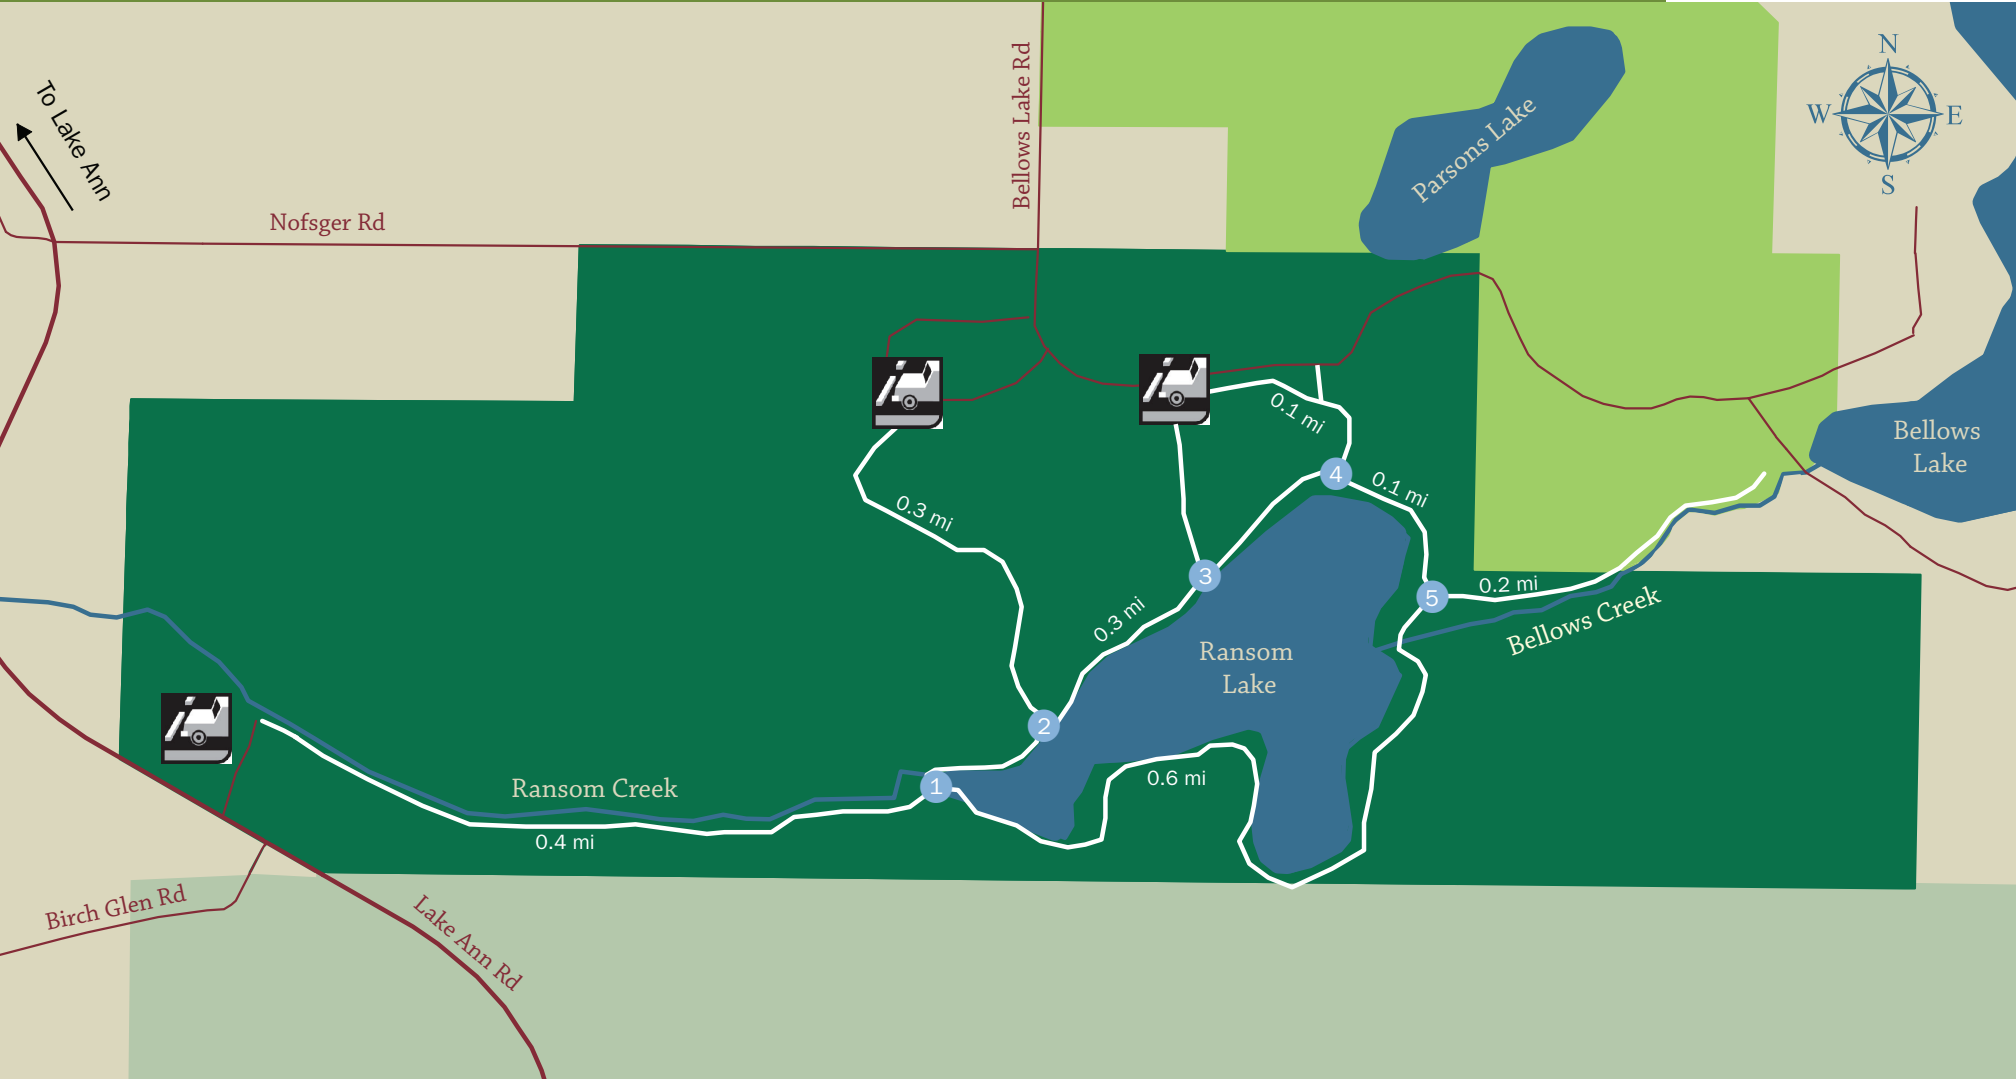 N
W
E
S
To Lake Ann
Bellows Lake Rd
Parsons Lake
Nofsger Rd
0.1 mi
4
0.1 mi
Bellows
Lake
0.3 mi
3
0.3 mi
5
0.2 mi
Bellows Creek
Ransom
Lake
2
1
0.6 mi
Ransom Creek
0.4 mi
Birch Glen Rd
Lake Ann Rd